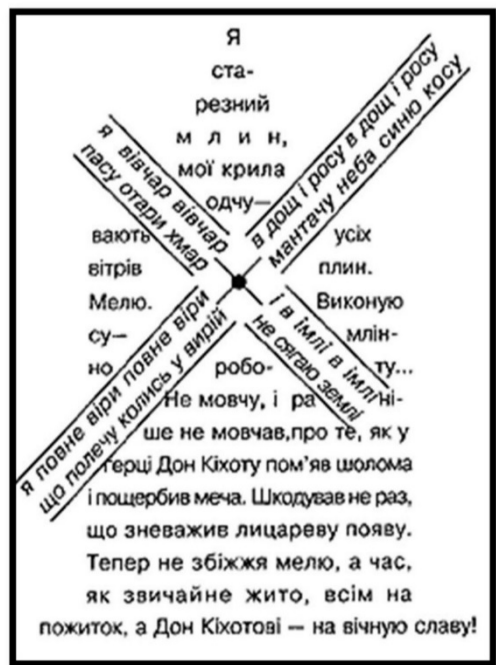 Я
ста-
резний
м л и н,
мої крила
одчу—
вають усіх
вітрів плин.
Мелю. Виконую
су— млін-
но робо- ту...
Не мовчу, і ра ні-
ше не мовчав,про те, як у
герці Дон Кіхоту пом’яв шолома
і пощербив меча. Шкодував не раз,
що зневажив лицареву появу.
Тепер не збіжжя мелю, а час,
як звичайне жито, всім на
пожиток, а Дон Кіхотові — на вічную славу!
я вівчар вівчар
пасу отари хмар
в дощ і росу в дощ і росу
мантачу неба синю косу
і в імлі в імлі
не сягаю землі
я повне віри повне віри
що полечу колись у вирій